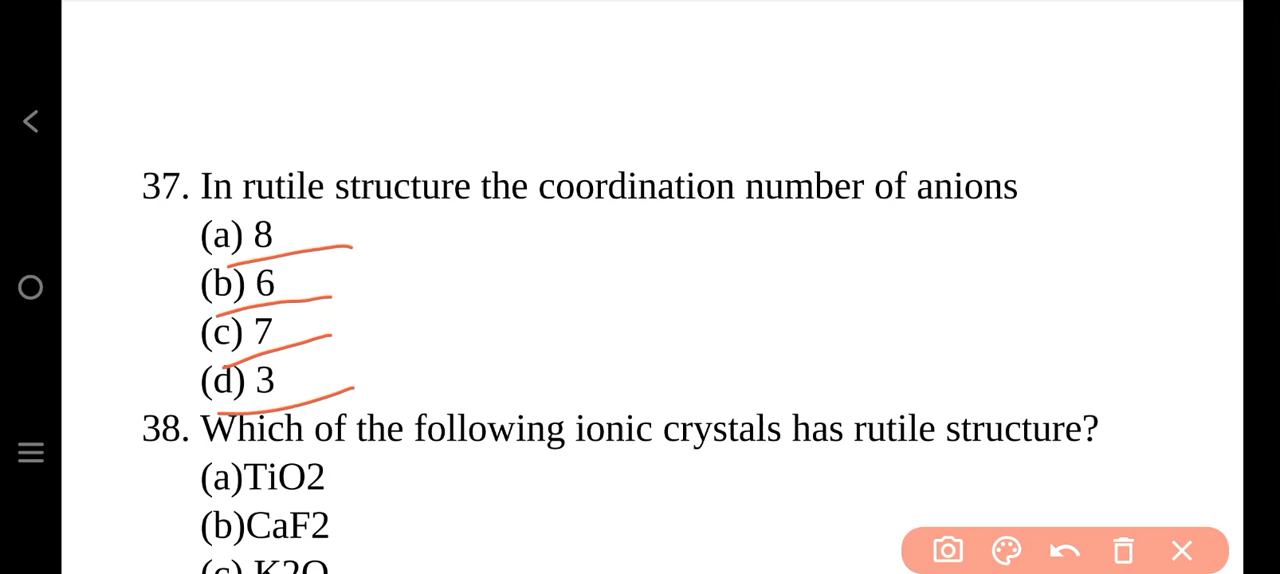 37. In rutile structure the coordination number of anions
(a) 8
(b) 6
(c) 7
(d) 3
38. Which of the following ionic crystals has rutile structure?
(a)TiO2
(b)CaF2
(c) K2O